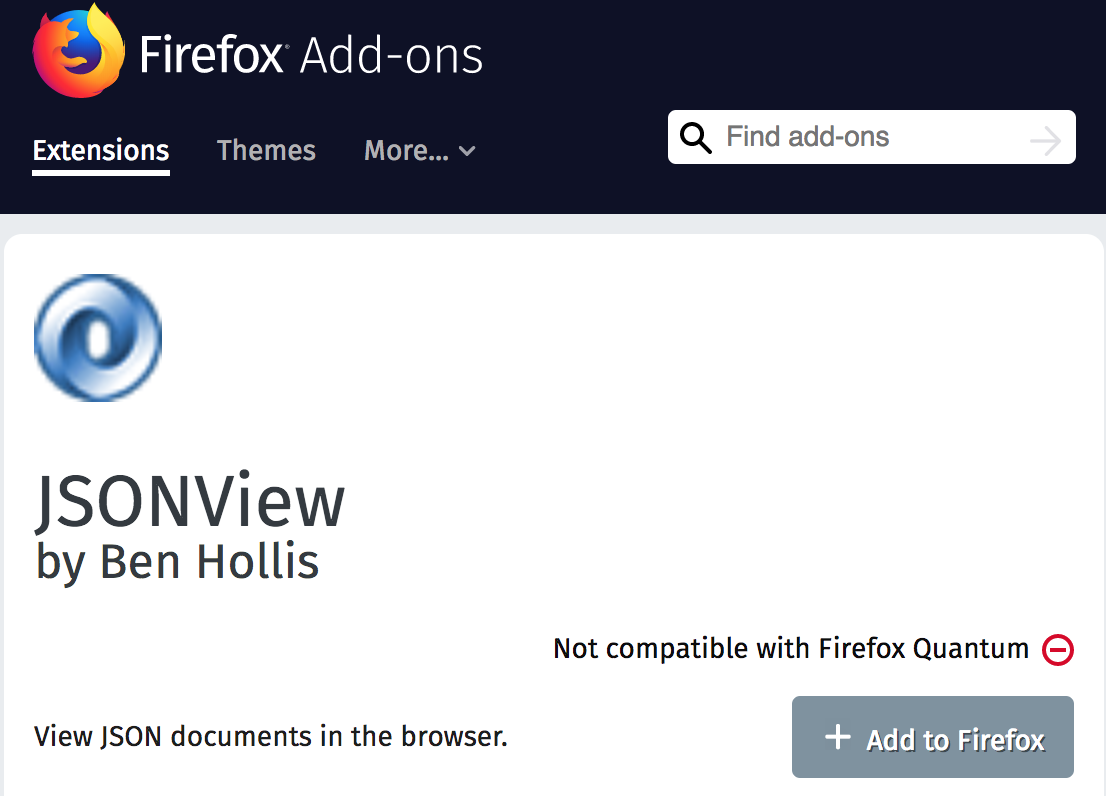 Firefox Add-ons
Extensions Themes More...
Find add-ons
JSONView
by Ben Hollis
Not compatible with Firefox Quantum
View JSON documents in the browser.
+ Add to Firefox